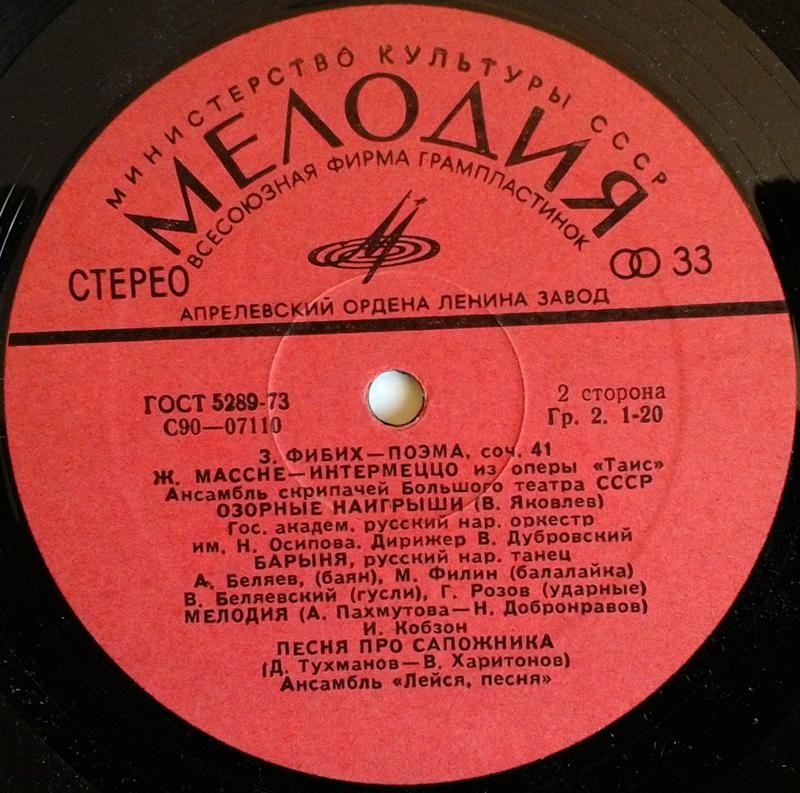 МИНИСТЕРСТВО КУЛЬТУРЫ СССР
МЕЛОДИЯ
ВСЕСОЮЗНАЯ ФИРМА ГРАМПЛАСТИНОК
СТЕРЕО
33
АПРЕЛЕВСКИЙ ОРДЕНА ЛЕНИНА ЗАВОД
ГОСТ 5289-73
С90—07110
2 сторона
Гр. 2. 1-20
З. ФИБИХ—ПОЭМА, соч. 41
Ж. МАССНЕ—ИНТЕРМЕЦЦО из оперы «Таис»
Ансамбль скрипачей Большого театра СССР
ОЗОРНЫЕ НАИГРЫШИ (В. Яковлев)
Гос. академ. русский нар. оркестр
им. Н. Осипова. Дирижер В. Дубровский
БАРЫНЯ, русский нар. танец
А. Беляев, (баян), М. Филин (балалайка)
В. Беляевский (гусли), Г. Розов (ударные)
МЕЛОДИЯ (А. Пахмутова—Н. Добронравов)
И. Кобзон
ПЕСНЯ ПРО САПОЖНИКА
(Д. Тухманов—В. Харитонов)
Ансамбль «Лейся, песня»